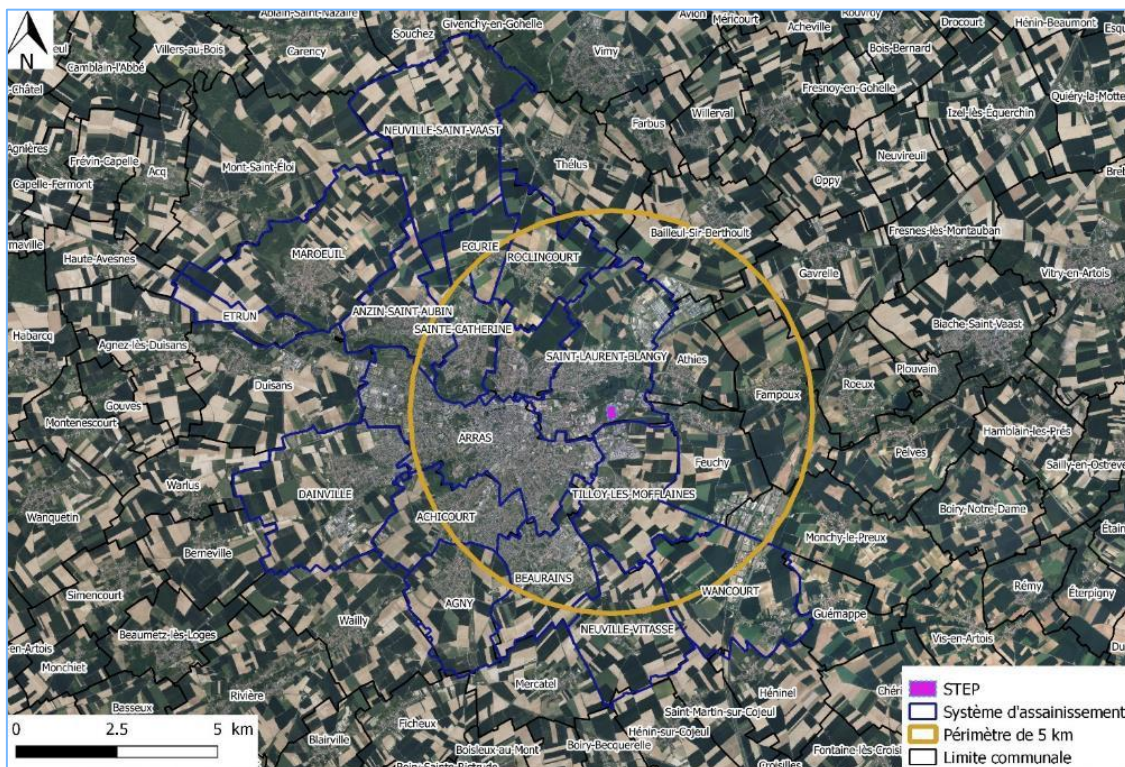 Ablain-Saint-Nazaire
Givenchy-en-Gohelle
Avion
Rouvroy
Drocourt
Hénin-Beaumont
Souchez
Méricourt
Acheville
Villers-au-Bois
Carency
Vimy
Bois-Bernard
Camblain-l'Abbé
N
Fresnoy-en-Gohelle
Quiéry-la-Motte
Willerval
Izel-lès-Équerchin
Farbus
NEUVILLE-SAINT-VAAST
Agnières
Frévin-Capelle
Mont-Saint-Éloi
Thélus
Neuvireuil
Acq
Oppy
Capelle-Fermont
Bailleul-Sir-Berthoult
Fresnes-lès-Montauban
ECURIE
MAROEUIL
ROCLINCOURT
Haute-Avesnes
Gavrelle
Vitry-en-Artois
ANZIN-SAINT-AUBIN
ETRUN
SAINTE-CATHERINE
Biache-Saint-Vaast
Habarcq
Agnez-lès-Duisans
SAINT-LAURENT-BLANGY
Athies
Duisans
Plouvain
Roeux
Fampoux
Gouves
Montenescourt
Hamblain-les-Prés
ARRAS
Pelves
Feuchy
Sailly-en-Ostreve
Warlus
DAINVILLE
TILLOY-LES-MOFFLAINES
Boiry-Notre-Dame
Wanquetin
ACHICOURT
Monchy-le-Preux
Berneville
BEAURAINS
Rémy
Éterpigny
WANCOURT
Simencourt
AGNY
Guémappe
Wailly
NEUVILLE-VITASSE
Beaumetz-lès-Loges
Vis-en-Artois
en-Artois
Monchiet
Mercatel
Héninel
Rivière
Basseux
Saint-Martin-sur-Cojeul
Ficheux
Hénin-sur-Cojeul
Blairville
Boisleux-au-Mont
Boiry-Becquerelle
Fontaine-lès-Crois
Croisilles
0 2.5 5 km
STEP
Système d'assainissement
Périmètre de 5 km
Limite communale